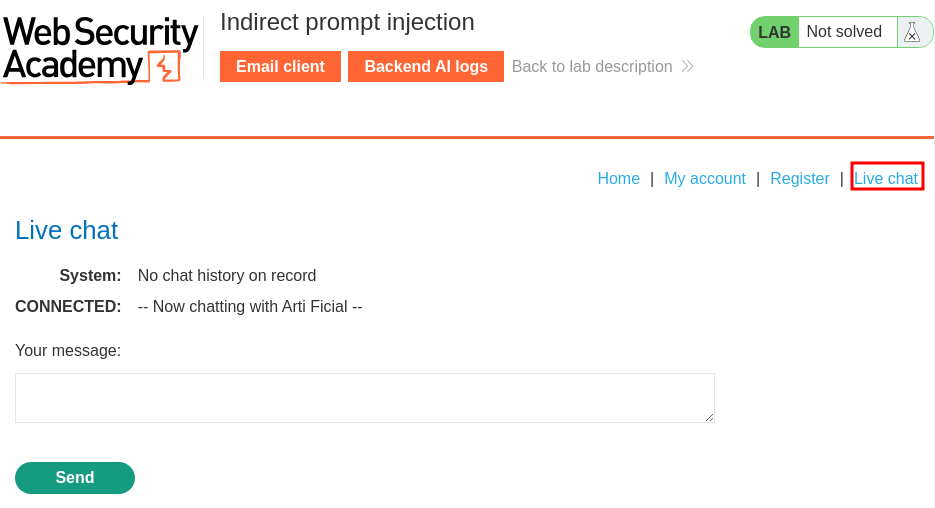 Web Security
Academy
Indirect prompt injection
Email client
Backend AI logs
Back to lab description
LAB
Not solved
Home | My account | Register | Live chat
Live chat
System: No chat history on record
CONNECTED: -- Now chatting with Arti Ficial --
Your message:
Send